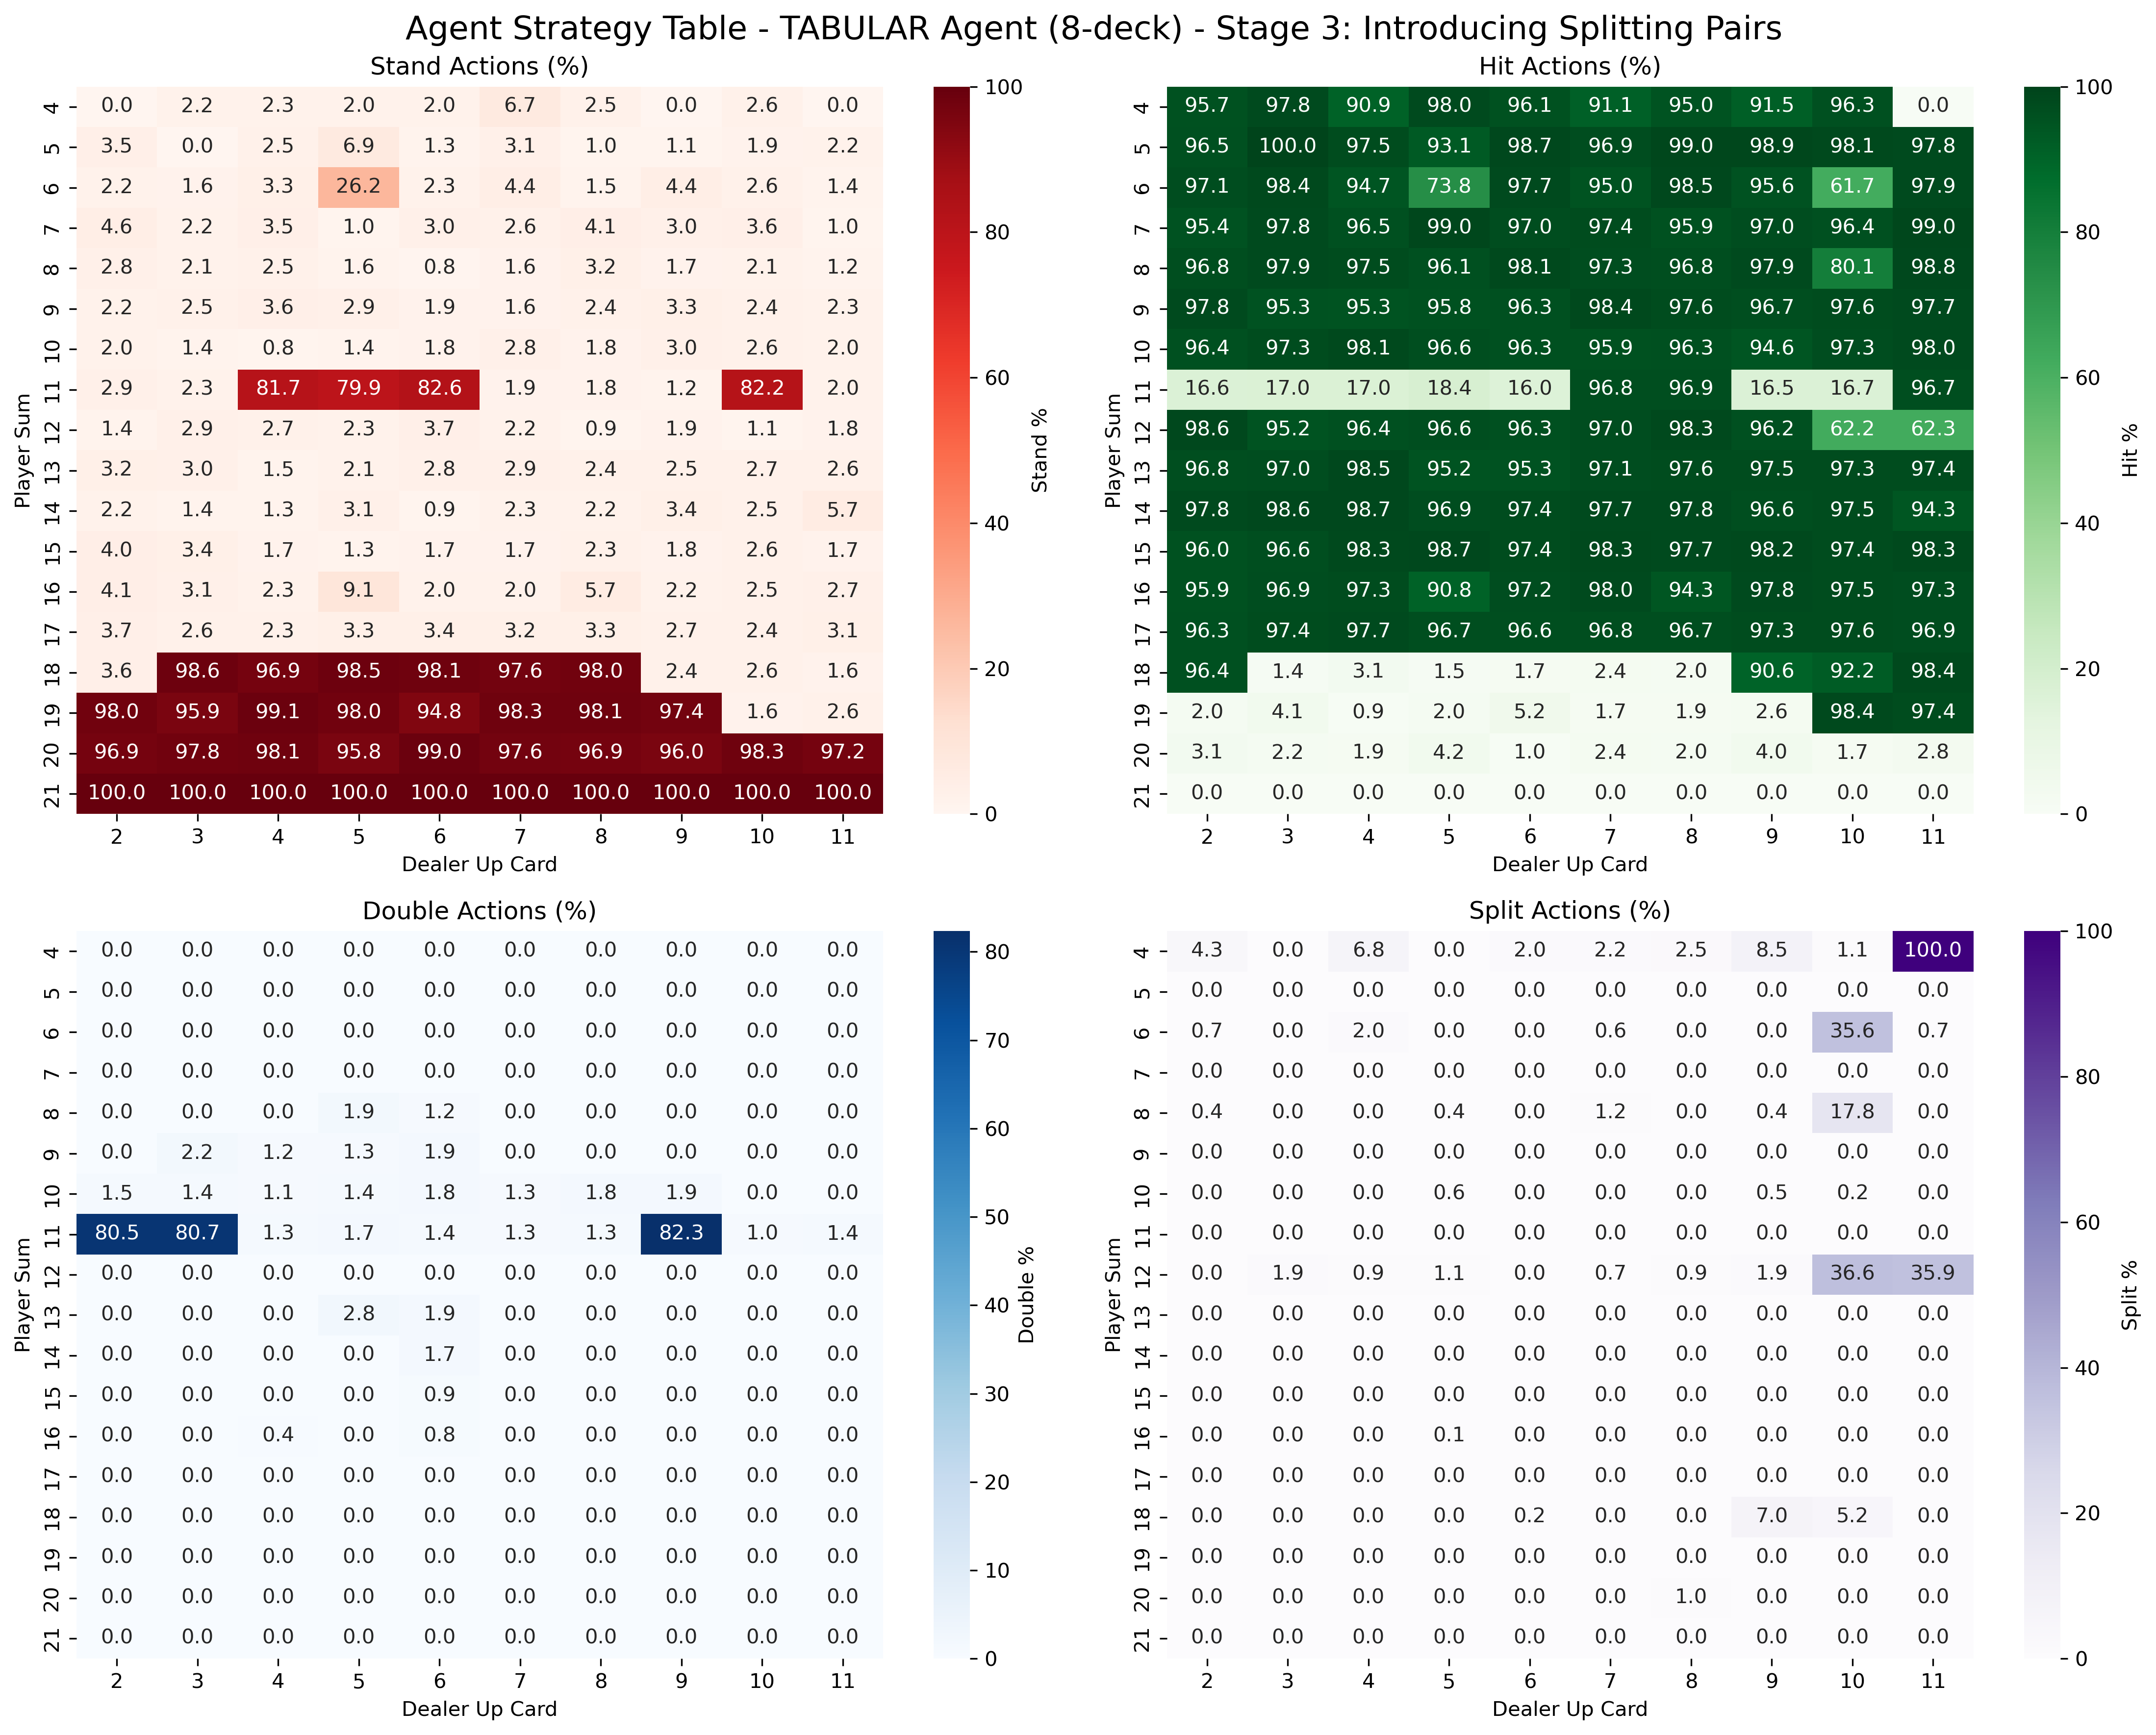 Agent Strategy Table - TABULAR Agent (8-deck) - Stage 3: Introducing Splitting Pairs
Stand Actions (%)
4 0.0 2.2 2.3 2.0 2.0 6.7 2.5 0.0 2.6 0.0
5 3.5 0.0 2.5 6.9 1.3 3.1 1.0 1.1 1.9 2.2
6 2.2 1.6 3.3 26.2 2.3 4.4 1.5 4.4 2.6 1.4
7 4.6 2.2 3.5 1.0 3.0 2.6 4.1 3.0 3.6 1.0
8 2.8 2.1 2.5 1.6 0.8 1.6 3.2 1.7 2.1 1.2
9 2.2 2.5 3.6 2.9 1.9 1.6 2.4 3.3 2.4 2.3
10 2.0 1.4 0.8 1.4 1.8 2.8 1.8 3.0 2.6 2.0
11 2.9 2.3 81.7 79.9 82.6 1.9 1.8 1.2 82.2 2.0
12 1.4 2.9 2.7 2.3 3.7 2.2 0.9 1.9 1.1 1.8
13 3.2 3.0 1.5 2.1 2.8 2.9 2.4 2.5 2.7 2.6
14 2.2 1.4 1.3 3.1 0.9 2.3 2.2 3.4 2.5 5.7
15 4.0 3.4 1.7 1.3 1.7 1.7 2.3 1.8 2.6 1.7
16 4.1 3.1 2.3 9.1 2.0 2.0 5.7 2.2 2.5 2.7
17 3.7 2.6 2.3 3.3 3.4 3.2 3.3 2.7 2.4 3.1
18 3.6 98.6 96.9 98.5 98.1 97.6 98.0 2.4 2.6 1.6
19 98.0 95.9 99.1 98.0 94.8 98.3 98.1 97.4 1.6 2.6
20 96.9 97.8 98.1 95.8 99.0 97.6 96.9 96.0 98.3 97.2
21 100.0 100.0 100.0 100.0 100.0 100.0 100.0 100.0 100.0 100.0
2 3 4 5 6 7 8 9 10 11
Dealer Up Card
Player Sum
100
80
60
40
20
0
Stand %
Hit Actions (%)
4 95.7 97.8 90.9 98.0 96.1 91.1 95.0 91.5 96.3 0.0
5 96.5 100.0 97.5 93.1 98.7 96.9 99.0 98.9 98.1 97.8
6 97.1 98.4 94.7 73.8 97.7 95.0 98.5 95.6 61.7 97.9
7 95.4 97.8 96.5 99.0 97.0 97.4 95.9 97.0 96.4 99.0
8 96.8 97.9 97.5 96.1 98.1 97.3 96.8 97.9 80.1 98.8
9 97.8 95.3 95.3 95.8 96.3 98.4 97.6 96.7 97.6 97.7
10 96.4 97.3 98.1 96.6 96.3 95.9 96.3 94.6 97.3 98.0
11 16.6 17.0 17.0 18.4 16.0 96.8 96.9 16.5 16.7 96.7
12 98.6 95.2 96.4 96.6 96.3 97.0 98.3 96.2 62.2 62.3
13 96.8 97.0 98.5 95.2 95.3 97.1 97.6 97.5 97.3 97.4
14 97.8 98.6 98.7 96.9 97.4 97.7 97.8 96.6 97.5 94.3
15 96.0 96.6 98.3 98.7 97.4 98.3 97.7 98.2 97.4 98.3
16 95.9 96.9 97.3 90.8 97.2 98.0 94.3 97.8 97.5 97.3
17 96.3 97.4 97.7 96.7 96.6 96.8 96.7 97.3 97.6 96.9
18 96.4 1.4 3.1 1.5 1.7 2.4 2.0 90.6 92.2 98.4
19 2.0 4.1 0.9 2.0 5.2 1.7 1.9 2.6 98.4 97.4
20 3.1 2.2 1.9 4.2 1.0 2.4 2.0 4.0 1.7 2.8
21 0.0 0.0 0.0 0.0 0.0 0.0 0.0 0.0 0.0 0.0
2 3 4 5 6 7 8 9 10 11
Dealer Up Card
Player Sum
100
80
60
40
20
0
Hit %
Double Actions (%)
4 0.0 0.0 0.0 0.0 0.0 0.0 0.0 0.0 0.0 0.0
5 0.0 0.0 0.0 0.0 0.0 0.0 0.0 0.0 0.0 0.0
6 0.0 0.0 0.0 0.0 0.0 0.0 0.0 0.0 0.0 0.0
7 0.0 0.0 0.0 0.0 0.0 0.0 0.0 0.0 0.0 0.0
8 0.0 0.0 0.0 1.9 1.2 0.0 0.0 0.0 0.0 0.0
9 0.0 2.2 1.2 1.3 1.9 0.0 0.0 0.0 0.0 0.0
10 1.5 1.4 1.1 1.4 1.8 1.3 1.8 1.9 0.0 0.0
11 80.5 80.7 1.3 1.7 1.4 1.3 1.3 82.3 1.0 1.4
12 0.0 0.0 0.0 0.0 0.0 0.0 0.0 0.0 0.0 0.0
13 0.0 0.0 0.0 2.8 1.9 0.0 0.0 0.0 0.0 0.0
14 0.0 0.0 0.0 0.0 1.7 0.0 0.0 0.0 0.0 0.0
15 0.0 0.0 0.0 0.0 0.9 0.0 0.0 0.0 0.0 0.0
16 0.0 0.0 0.4 0.0 0.8 0.0 0.0 0.0 0.0 0.0
17 0.0 0.0 0.0 0.0 0.0 0.0 0.0 0.0 0.0 0.0
18 0.0 0.0 0.0 0.0 0.0 0.0 0.0 0.0 0.0 0.0
19 0.0 0.0 0.0 0.0 0.0 0.0 0.0 0.0 0.0 0.0
20 0.0 0.0 0.0 0.0 0.0 0.0 0.0 0.0 0.0 0.0
21 0.0 0.0 0.0 0.0 0.0 0.0 0.0 0.0 0.0 0.0
2 3 4 5 6 7 8 9 10 11
Dealer Up Card
Player Sum
80
70
60
50
40
30
20
10
0
Double %
Split Actions (%)
4 4.3 0.0 6.8 0.0 2.0 2.2 2.5 8.5 1.1 100.0
5 0.0 0.0 0.0 0.0 0.0 0.0 0.0 0.0 0.0 0.0
6 0.7 0.0 2.0 0.0 0.0 0.6 0.0 0.0 35.6 0.7
7 0.0 0.0 0.0 0.0 0.0 0.0 0.0 0.0 0.0 0.0
8 0.4 0.0 0.0 0.4 0.0 1.2 0.0 0.4 17.8 0.0
9 0.0 0.0 0.0 0.0 0.0 0.0 0.0 0.0 0.0 0.0
10 0.0 0.0 0.0 0.6 0.0 0.0 0.0 0.5 0.2 0.0
11 0.0 0.0 0.0 0.0 0.0 0.0 0.0 0.0 0.0 0.0
12 0.0 1.9 0.9 1.1 0.0 0.7 0.9 1.9 36.6 35.9
13 0.0 0.0 0.0 0.0 0.0 0.0 0.0 0.0 0.0 0.0
14 0.0 0.0 0.0 0.0 0.0 0.0 0.0 0.0 0.0 0.0
15 0.0 0.0 0.0 0.0 0.0 0.0 0.0 0.0 0.0 0.0
16 0.0 0.0 0.0 0.1 0.0 0.0 0.0 0.0 0.0 0.0
17 0.0 0.0 0.0 0.0 0.0 0.0 0.0 0.0 0.0 0.0
18 0.0 0.0 0.0 0.0 0.2 0.0 0.0 7.0 5.2 0.0
19 0.0 0.0 0.0 0.0 0.0 0.0 0.0 0.0 0.0 0.0
20 0.0 0.0 0.0 0.0 0.0 0.0 1.0 0.0 0.0 0.0
21 0.0 0.0 0.0 0.0 0.0 0.0 0.0 0.0 0.0 0.0
2 3 4 5 6 7 8 9 10 11
Dealer Up Card
Player Sum
100
80
60
40
20
0
Split %